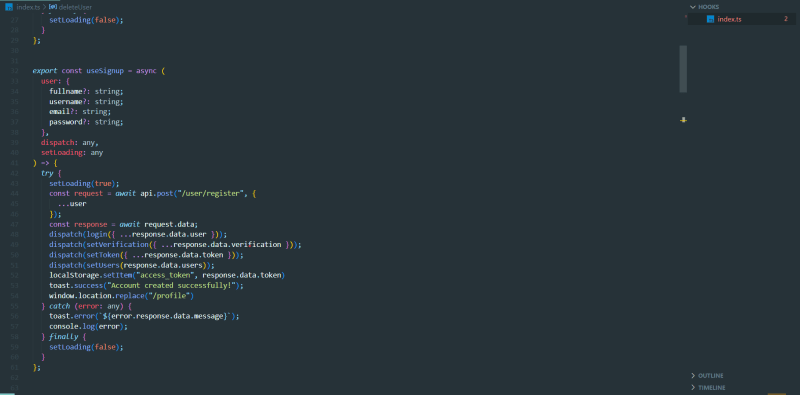 index.ts > deleteUser
HOOKS
index.ts 2
setLoading(false);
}
};
export const useSignup = async (
user: {
fullname?: string;
username?: string;
email?: string;
password?: string;
},
dispatch: any,
setLoading: any
) => {
try {
setLoading(true);
const request = await api.post("/user/register", {
...user
});
const response = await request.data;
dispatch(login({ ...response.data.user }));
dispatch(setVerification({ ...response.data.verification }));
dispatch(setToken({ ...response.data.token }));
dispatch(setUsers(response.data.users));
localStorage.setItem("access_token", response.data.token)
toast.success("Account created successfully!");
window.location.replace("/profile")
} catch (error: any) {
toast.error(`${error.response.data.message}`);
console.log(error);
} finally {
setLoading(false);
}
};
OUTLINE
TIMELINE